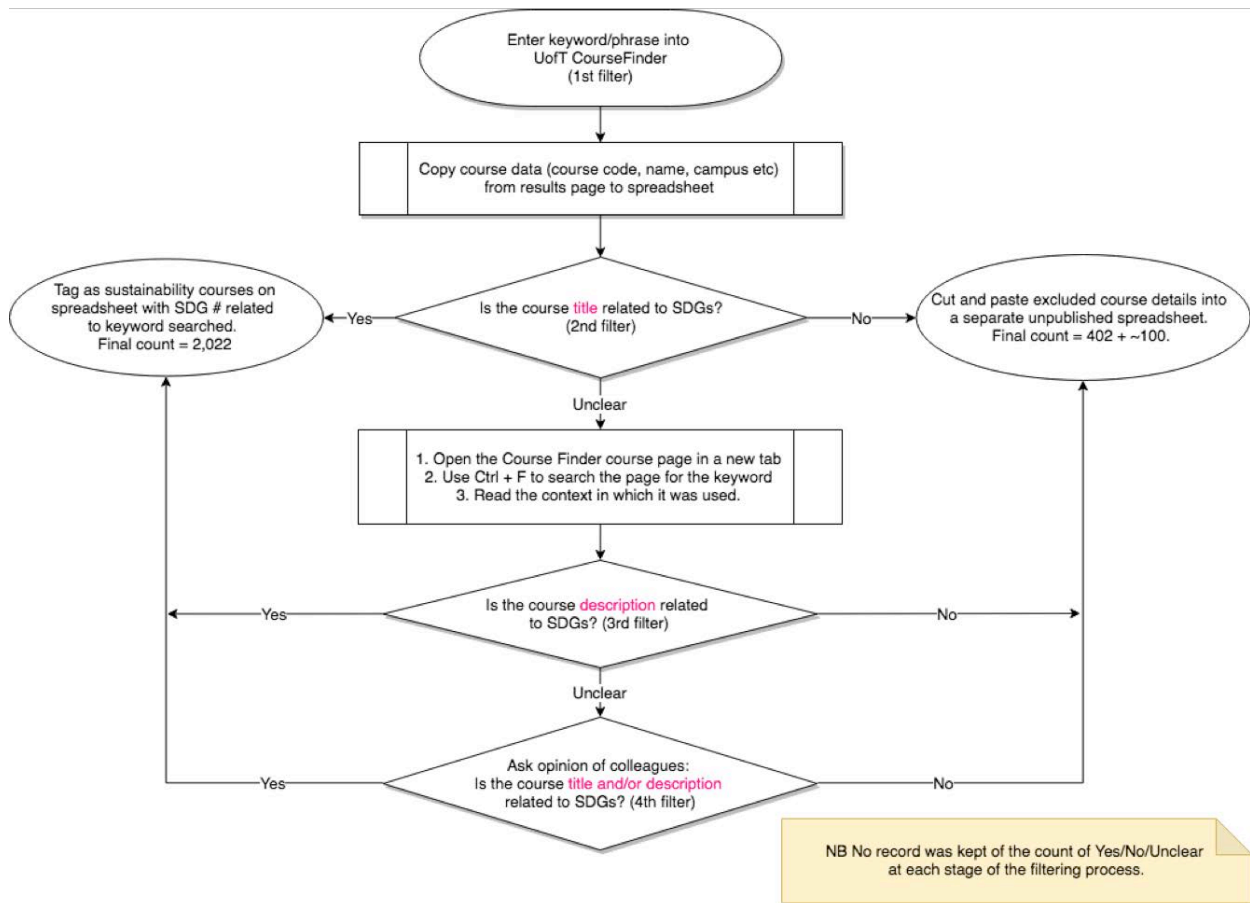 Enter keyword/phrase into
UofT CourseFinder
(1st filter)
Copy course data (course code, name, campus etc)
from results page to spreadsheet
Tag as sustainability courses on
spreadsheet with SDG # related
to keyword searched.
Final count = 2,022
Yes
Is the course title related to SDGs?
(2nd filter)
No
Cut and paste excluded course details into
a separate unpublished spreadsheet.
Final count = 402 + ~100.
Unclear
1. Open the Course Finder course page in a new tab
2. Use Ctrl + F to search the page for the keyword
3. Read the context in which it was used.
Yes
Is the course description related
to SDGs? (3rd filter)
No
Unclear
Yes
Ask opinion of colleagues:
Is the course title and/or description
related to SDGs? (4th filter)
No
NB No record was kept of the count of Yes/No/Unclear
at each stage of the filtering process.